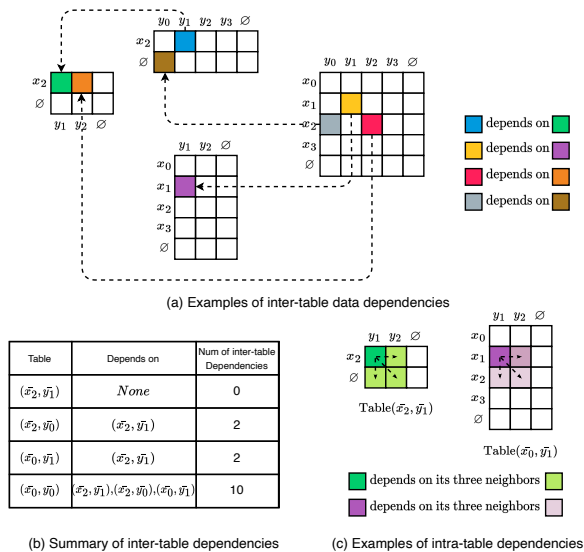 y₀ y₁ y₂ y₃ ∅
x₂
∅
x₂
∅
y₁ y₂ ∅
y₀ y₁ y₂ y₃ ∅
x₀
x₁
x₂
x₃
∅
y₁ y₂ ∅
x₀
x₁
x₂
x₃
∅
depends on
depends on
depends on
depends on
(a) Examples of inter-table data dependencies
Table Depends on Num of inter-table
Dependencies
(x̄₂, ȳ₁) None 0
(x̄₂, ȳ₀) (x̄₂, ȳ₁) 2
(x̄₀, ȳ₁) (x̄₂, ȳ₁) 2
(x̄₀, ȳ₀) (x̄₂, ȳ₁),(x̄₂, ȳ₀),(x̄₀, ȳ₁) 10
(b) Summary of inter-table dependencies
y₁ y₂ ∅
x₂
∅
Table(x̄₂, ȳ₁)
y₁ y₂ ∅
x₀
x₁
x₂
x₃
∅
Table(x̄₀, ȳ₁)
depends on its three neighbors
depends on its three neighbors
(c) Examples of intra-table dependencies